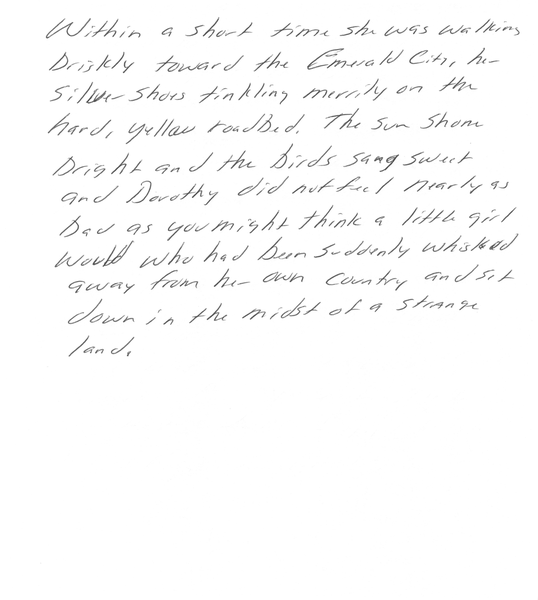 Within a short time she was walking
briskly toward the Emerald City, her
Silver Shoes tinkling merrily on the
hard, yellow roadbed. The sun shone
bright and the birds sang sweet
and Dorothy did not feel nearly as
bad as you might think a little girl
would who had been suddenly whisked
away from her own country and set
down in the midst of a strange
land.